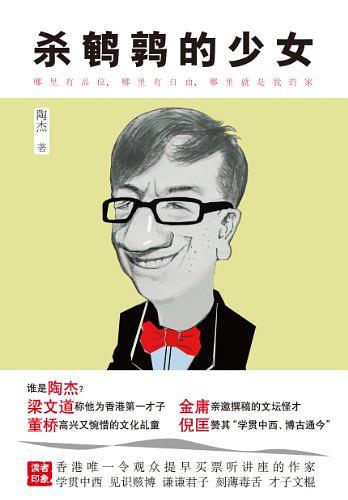 杀鹌鹑的少女
哪里有品位，哪里有自由，哪里就是我的家
陶杰 著
谁是陶杰？
梁文道称他为香港第一才子 金庸亲邀撰稿的文坛怪才
董桥高兴又惋惜的文化乩童 倪匡赞其“学贯中西、博古通今”
读者印象 香港唯一令观众提早买票听讲座的作家
学贯中西 见识赅博 谦谦君子 刻薄毒舌 才子文棍